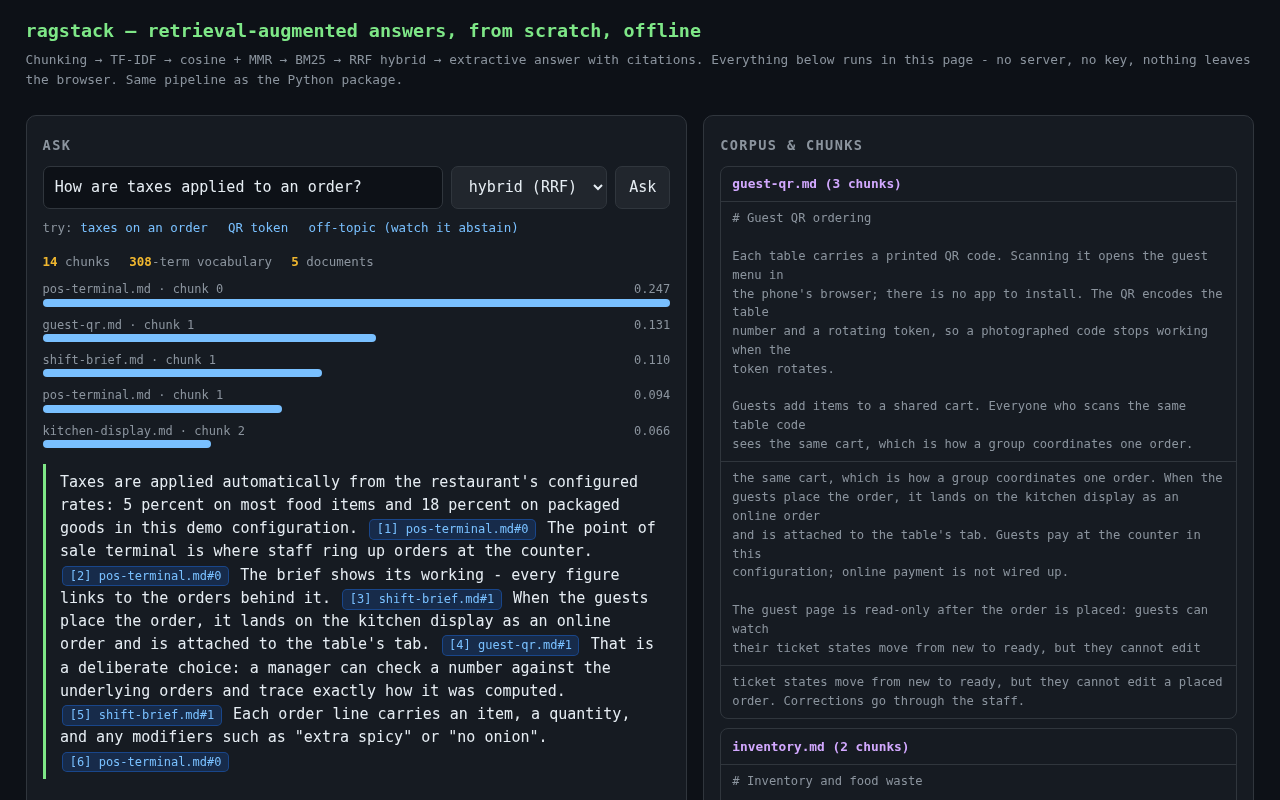 ragstack — retrieval-augmented answers, from scratch, offline
Chunking → TF-IDF → cosine + MMR → BM25 → RRF hybrid → extractive answer with citations. Everything below runs in this page - no server, no key, nothing leaves
the browser. Same pipeline as the Python package.
ASK
How are taxes applied to an order?
hybrid (RRF)
Ask
try: taxes on an order QR token off-topic (watch it abstain)
14 chunks 308-term vocabulary 5 documents
pos-terminal.md · chunk 0 0.247
guest-qr.md · chunk 1 0.131
shift-brief.md · chunk 1 0.110
pos-terminal.md · chunk 1 0.094
kitchen-display.md · chunk 2 0.066
Taxes are applied automatically from the restaurant's configured
rates: 5 percent on most food items and 18 percent on packaged
goods in this demo configuration. [1] pos-terminal.md#0 The point of
sale terminal is where staff ring up orders at the counter.
[2] pos-terminal.md#0 The brief shows its working - every figure
links to the orders behind it. [3] shift-brief.md#1 When the guests
place the order, it lands on the kitchen display as an online
order and is attached to the table's tab. [4] guest-qr.md#1 That is
a deliberate choice: a manager can check a number against the
underlying orders and trace exactly how it was computed.
[5] shift-brief.md#1 Each order line carries an item, a quantity,
and any modifiers such as "extra spicy" or "no onion".
[6] pos-terminal.md#0
CORPUS & CHUNKS
guest-qr.md (3 chunks)
# Guest QR ordering
Each table carries a printed QR code. Scanning it opens the guest
menu in
the phone's browser; there is no app to install. The QR encodes the
table
number and a rotating token, so a photographed code stops working
when the
token rotates.
Guests add items to a shared cart. Everyone who scans the same
table code
sees the same cart, which is how a group coordinates one order.
the same cart, which is how a group coordinates one order. When the
guests place the order, it lands on the kitchen display as an
online order
and is attached to the table's tab. Guests pay at the counter in
this
configuration; online payment is not wired up.
The guest page is read-only after the order is placed: guests can
watch
their ticket states move from new to ready, but they cannot edit
ticket states move from new to ready, but they cannot edit a placed
order. Corrections go through the staff.
inventory.md (2 chunks)
# Inventory and food waste